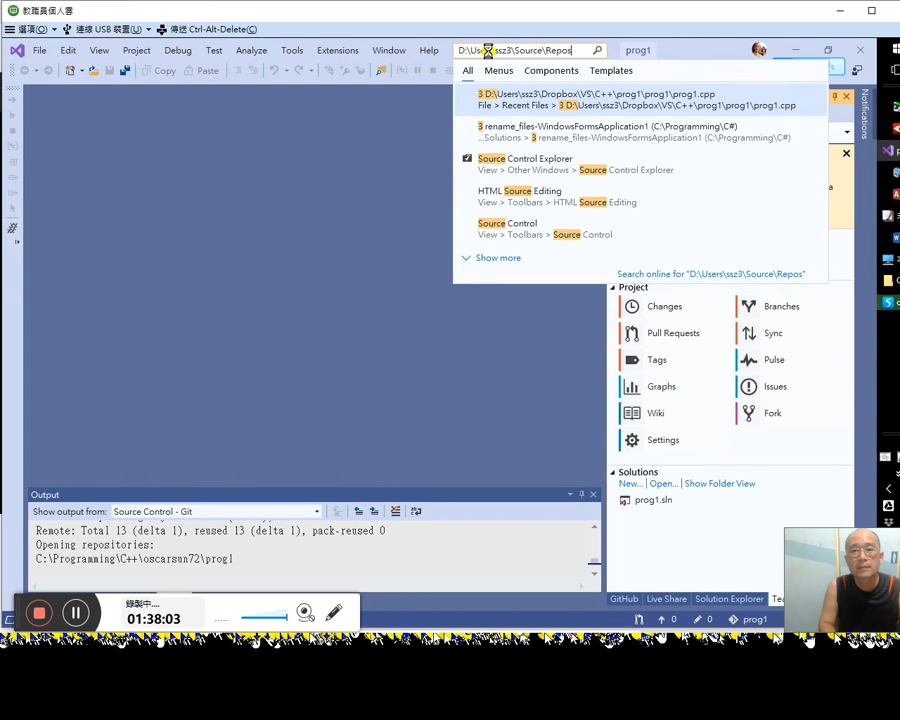 教職員個人雲
選項(O) 連線 USB 裝置(U) 傳送 Ctrl-Alt-Delete(C)
File Edit View Project Debug Test Analyze Tools Extensions Window Help D:\Users\ssz3\Source\Repos prog1
Copy Paste
All Menus Components Templates
3 D:\Users\ssz3\Dropbox\VS\C++\prog1\prog1\prog1.cpp
File > Recent Files > 3 D:\Users\ssz3\Dropbox\VS\C++\prog1\prog1\prog1.cpp
3 rename_files-WindowsFormsApplication1 (C:\Programming\C#)
...Solutions > 3 rename_files-WindowsFormsApplication1 (C:\Programming\C#)
Source Control Explorer
View > Other Windows > Source Control Explorer
HTML Source Editing
View > Toolbars > HTML Source Editing
Source Control
View > Toolbars > Source Control
Show more
Search online for "D:\Users\ssz3\Source\Repos"
Notifications
Project
Changes Branches
Pull Requests Sync
Tags Pulse
Graphs Issues
Wiki Fork
Settings
Solutions
New... Open... Show Folder View
prog1.sln
Output
Show output from: Source Control - Git
Remote: Total 13 (delta 1), reused 13 (delta 1), pack-reused 0
Opening repositories:
C:\Programming\C++\oscarsun72\prog1
GitHub Live Share Solution Explorer
錄製中....
01:38:03
0 0 prog1